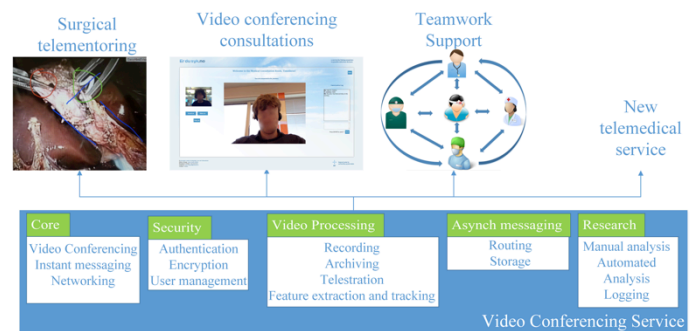 Surgical
telementoring
Video conferencing
consultations
Teamwork
Support
New
telemedical
service
Core
Video Conferencing
Instant messaging
Networking
Security
Authentication
Encryption
User management
Video Processing
Recording
Archiving
Telestration
Feature extraction and tracking
Asynch messaging
Routing
Storage
Research
Manual analysis
Automated
Analysis
Logging
Video Conferencing Service